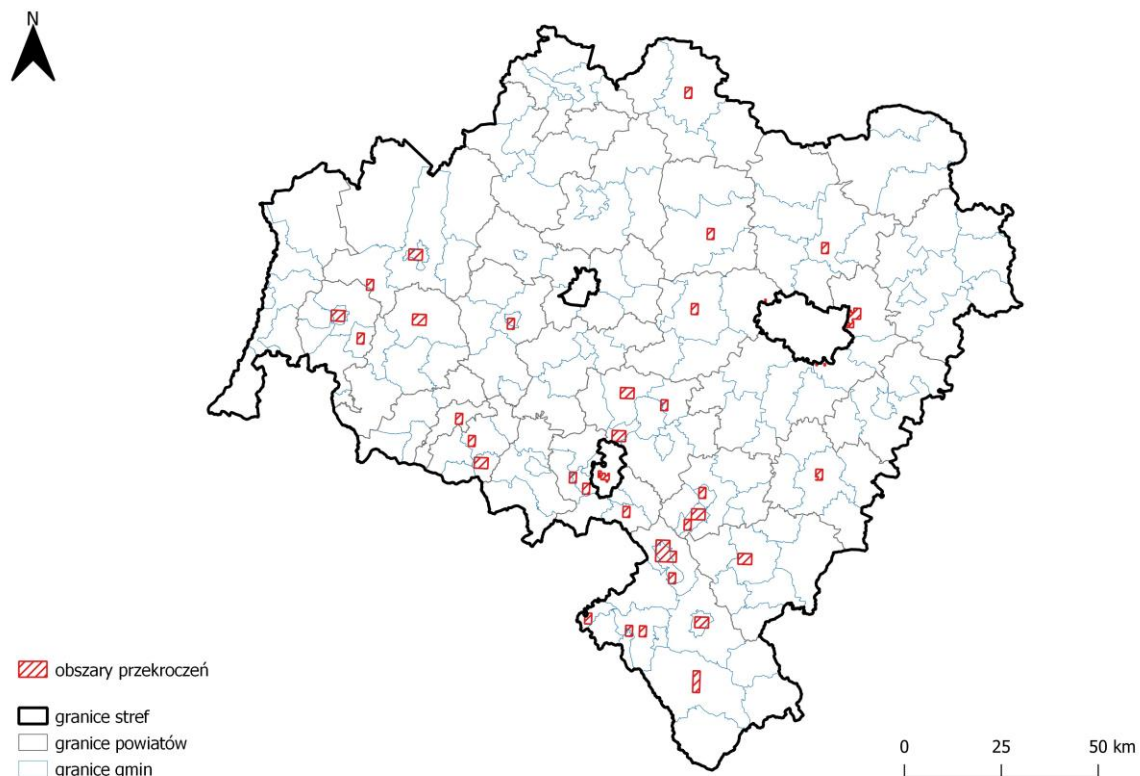 N
obszary przekroczeń
granice stref
granice powiatów
granice gmin
0 25 50 km